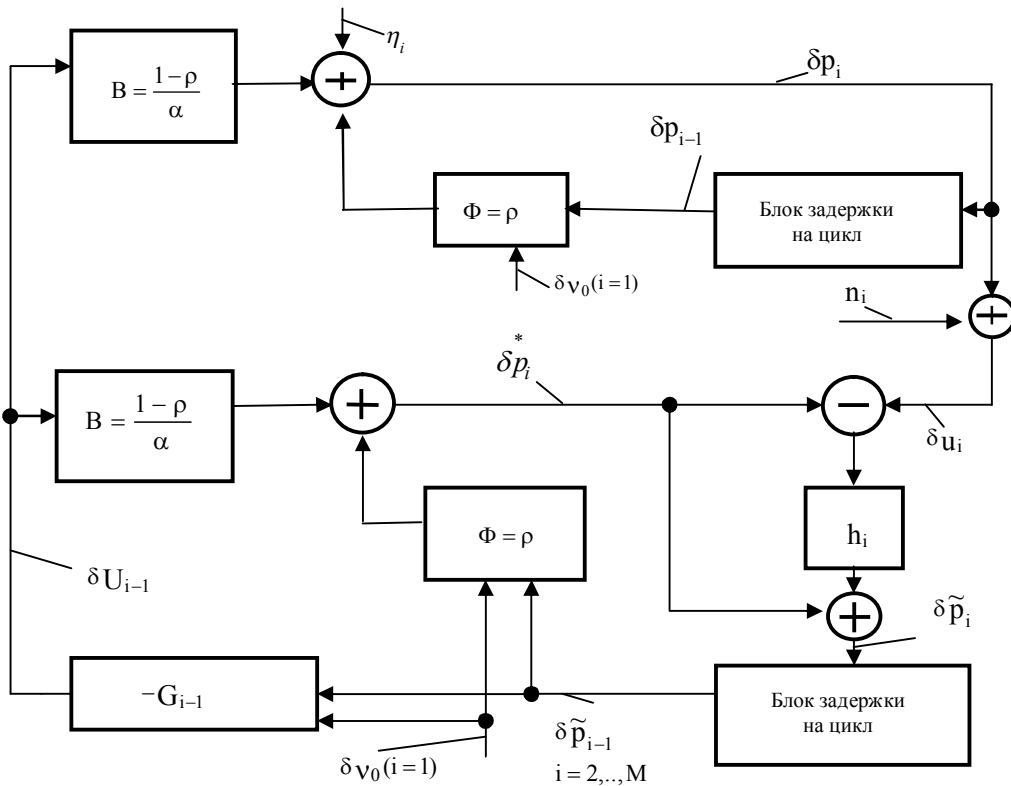 η_i
B = (1−ρ)/α
δp_i
δp_{i−1}
Φ = ρ
Блок задержки
на цикл
δν_0(i=1)
n_i
δp*_i
B = (1−ρ)/α
δu_i
Φ = ρ
h_i
δU_{i−1}
δp̃_i
−G_{i−1}
Блок задержки
на цикл
δν_0(i=1)
δp̃_{i−1}
i = 2,..,M